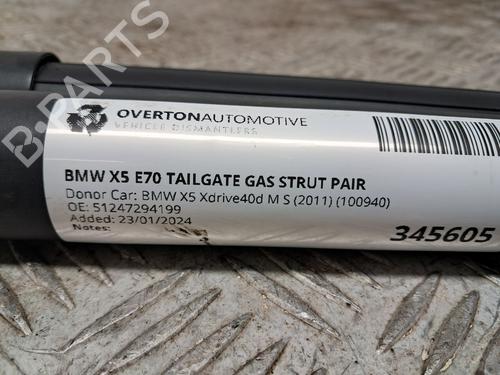 OVERTONAUTOMOTIVE
VEHICLE DISMANTLERS
BMW X5 E70 TAILGATE GAS STRUT PAIR
Donor Car: BMW X5 Xdrive40d M S (2011) (100940)
OE: 51247294199
Added: 23/01/2024
Notes:
345605
B-PARTS